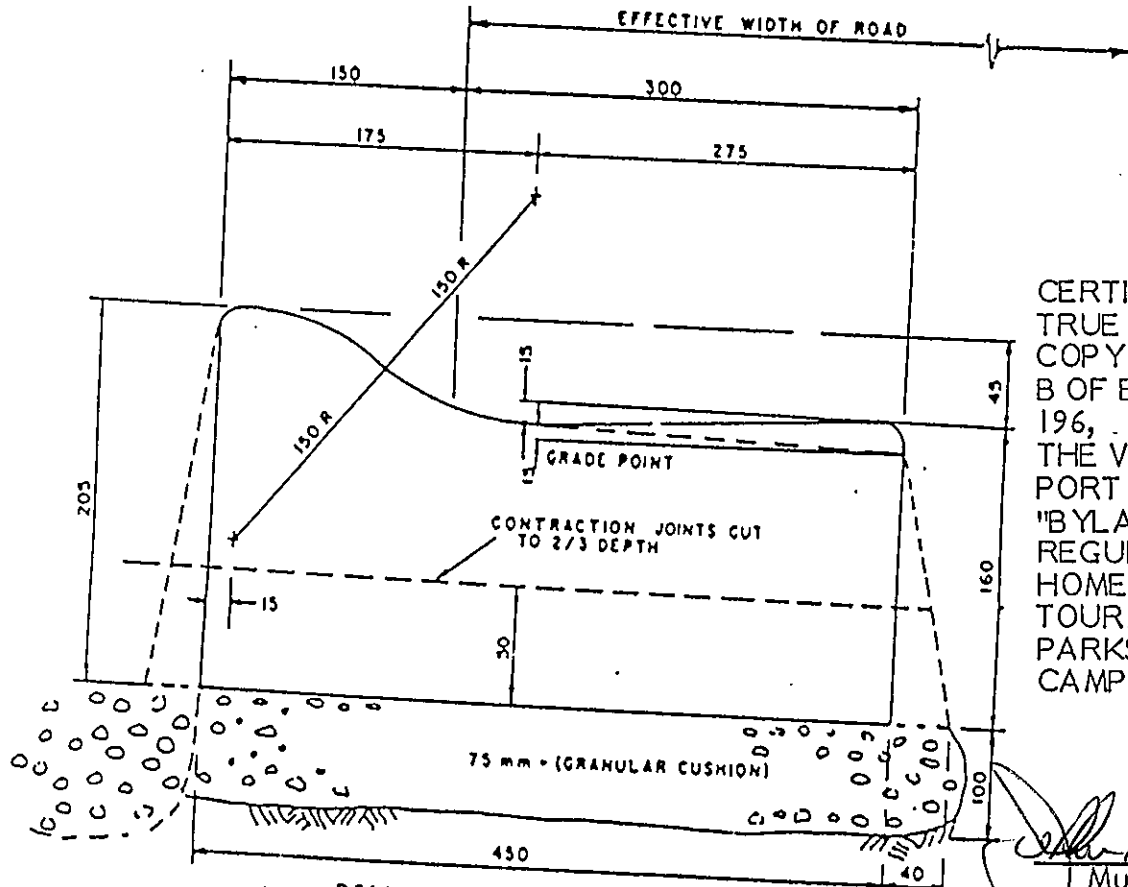 EFFECTIVE WIDTH OF ROAD
150
300
175
275
150 R
15
45
150 R
15
GRADE POINT
205
CONTRACTION JOINTS CUT
TO 2/3 DEPTH
15
50
160
75 mm • (GRANULAR CUSHION)
100
450
40
CERTI
TRUE
COPY
B OF B
196,
THE V
PORT
"BYLA
REGU
HOME
TOUR
PARKS
CAMP
Mu